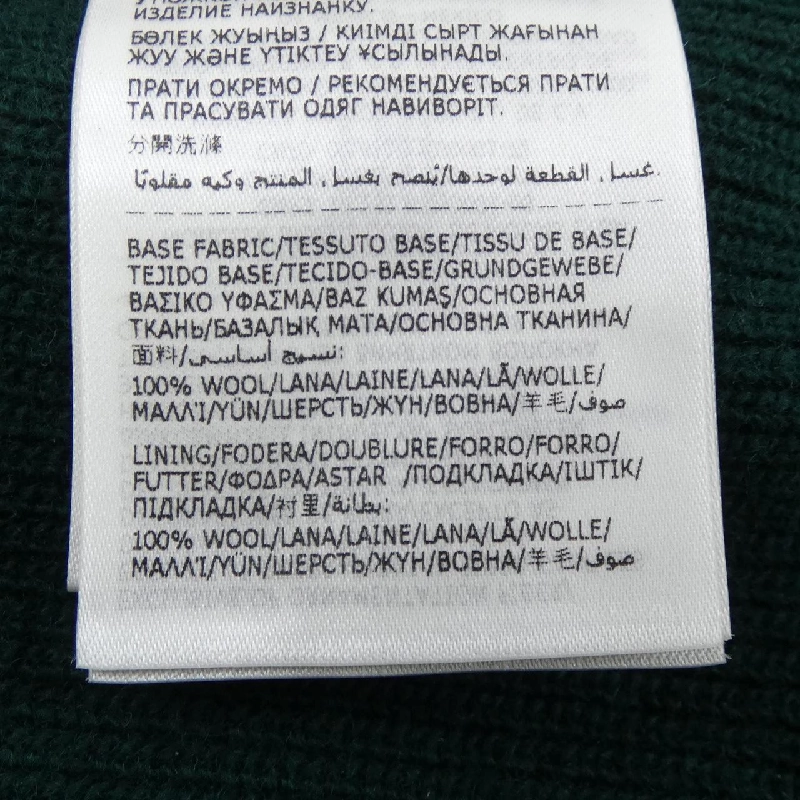 ИЗДЕЛИЕ НАИЗНАНКУ.
БӨЛЕК ЖУЫҢЫЗ / КИІМДІ СЫРТ ЖАҒЫНАН
ЖУУ ЖӘНЕ ҮТІКТЕУ ҰСЫЛЫНАДЫ.
ПРАТИ ОКРЕМО / РЕКОМЕНДУЄТЬСЯ ПРАТИ
ТА ПРАСУВАТИ ОДЯГ НАВИВОРІТ.
分開洗滌
غسل القطعة لوحدها/يُنصح بغسل المنتج وكيه مقلوبًا.
BASE FABRIC/TESSUTO BASE/TISSU DE BASE/
TEJIDO BASE/TECIDO-BASE/GRUNDGEWEBE/
ΒΑΣΙΚΟ ΥΦΑΣΜΑ/BAZ KUMAŞ/ОСНОВНАЯ
ТКАНЬ/БАЗАЛЫҚ МАТА/ОСНОВНА ТКАНИНА/
面料/نسيج أساسي:
100% WOOL/LANA/LAINE/LANA/LÃ/WOLLE/
ΜΑΛΛΊ/YÜN/ШЕРСТЬ/ЖҮН/ВОВНА/羊毛/صوف
LINING/FODERA/DOUBLURE/FORRO/FORRO/
FUTTER/ΦΟΔΡΑ/ASTAR /ПОДКЛАДКА/ІШТІК/
ПІДКЛАДКА/衬里/بطانة:
100% WOOL/LANA/LAINE/LANA/LÃ/WOLLE/
ΜΑΛΛΊ/YÜN/ШЕРСТЬ/ЖҮН/ВОВНА/羊毛/صوف